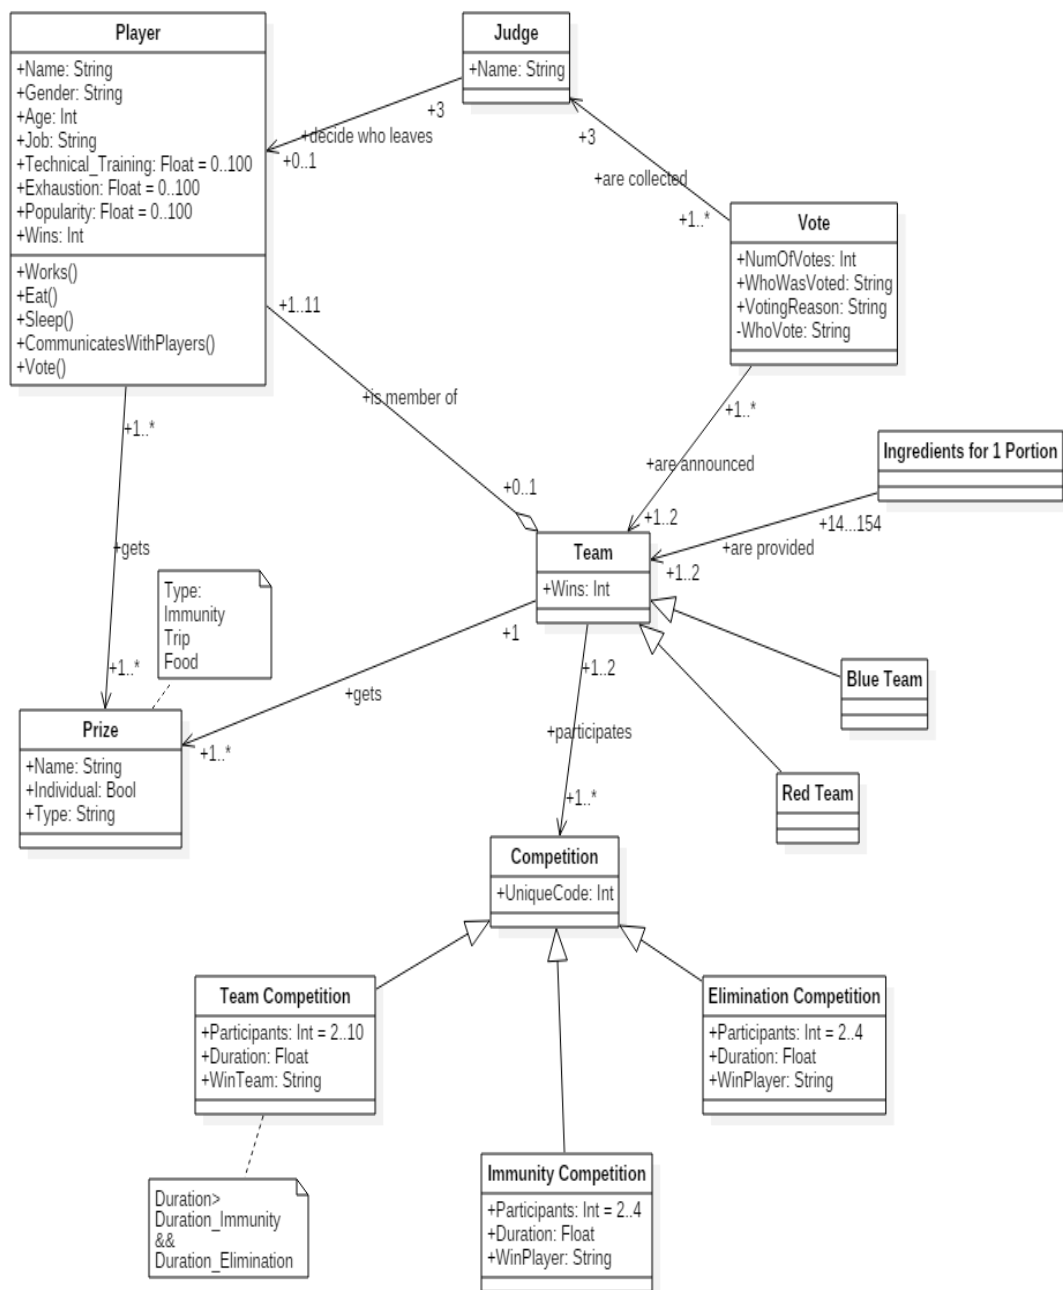 Player
+Name: String
+Gender: String
+Age: Int
+Job: String
+Technical_Training: Float = 0..100
+Exhaustion: Float = 0..100
+Popularity: Float = 0..100
+Wins: Int
+Works()
+Eat()
+Sleep()
+CommunicatesWithPlayers()
+Vote()
Judge
+Name: String
+3
+decide who leaves
+0..1
+3
+are collected
+1..*
Vote
+NumOfVotes: Int
+WhoWasVoted: String
+VotingReason: String
-WhoVote: String
+1..11
+is member of
+0..1
+1..*
+are announced
+1..2
Ingredients for 1 Portion
+14...154
+are provided
+1..2
+1..*
+gets
+1..*
Type:
Immunity
Trip
Food
Team
+Wins: Int
+1
+gets
+1..*
+1..2
+participates
+1..*
Blue Team
Red Team
Prize
+Name: String
+Individual: Bool
+Type: String
Competition
+UniqueCode: Int
Team Competition
+Participants: Int = 2..10
+Duration: Float
+WinTeam: String
Elimination Competition
+Participants: Int = 2..4
+Duration: Float
+WinPlayer: String
Immunity Competition
+Participants: Int = 2..4
+Duration: Float
+WinPlayer: String
Duration>
Duration_Immunity
&&
Duration_Elimination